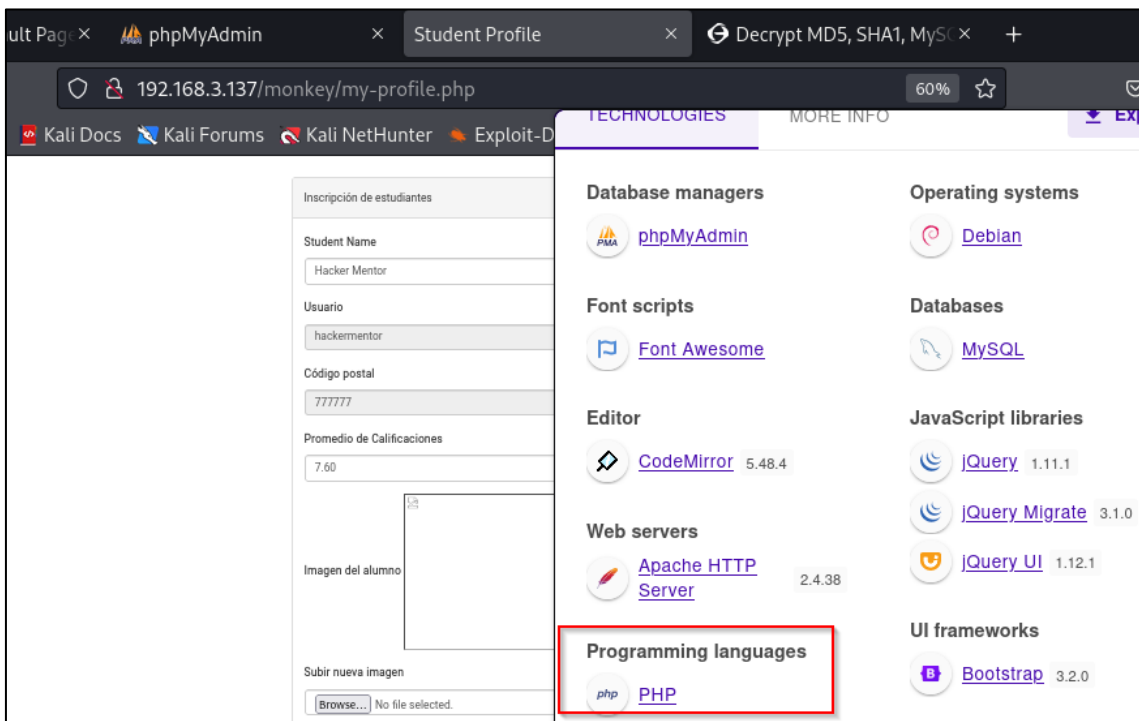 ult Page
phpMyAdmin
Student Profile
Decrypt MD5, SHA1, MySQ
192.168.3.137/monkey/my-profile.php
60%
Kali Docs Kali Forums Kali NetHunter Exploit-D
TECHNOLOGIES MORE INFO Exp
Inscripción de estudiantes
Student Name
Hacker Mentor
Usuario
hackermentor
Código postal
777777
Promedio de Calificaciones
7.60
Imagen del alumno
Subir nueva imagen
Browse... No file selected.
Database managers
PMA phpMyAdmin
Font scripts
Font Awesome
Editor
CodeMirror 5.48.4
Web servers
Apache HTTP
Server 2.4.38
Programming languages
php PHP
Operating systems
Debian
Databases
MySQL
JavaScript libraries
jQuery 1.11.1
jQuery Migrate 3.1.0
jQuery UI 1.12.1
UI frameworks
B Bootstrap 3.2.0